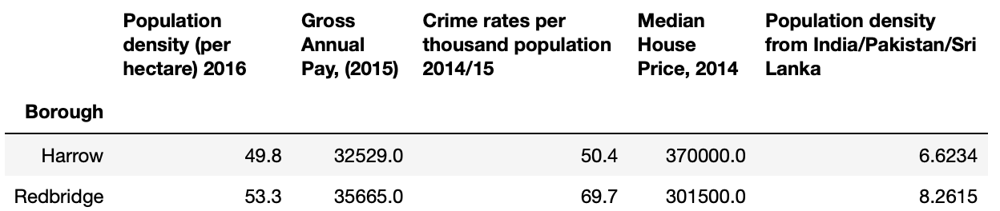 Population Gross Crime rates per Median Population density
density (per Annual thousand population House from India/Pakistan/Sri
hectare) 2016 Pay, (2015) 2014/15 Price, 2014 Lanka
Borough
Harrow 49.8 32529.0 50.4 370000.0 6.6234
Redbridge 53.3 35665.0 69.7 301500.0 8.2615